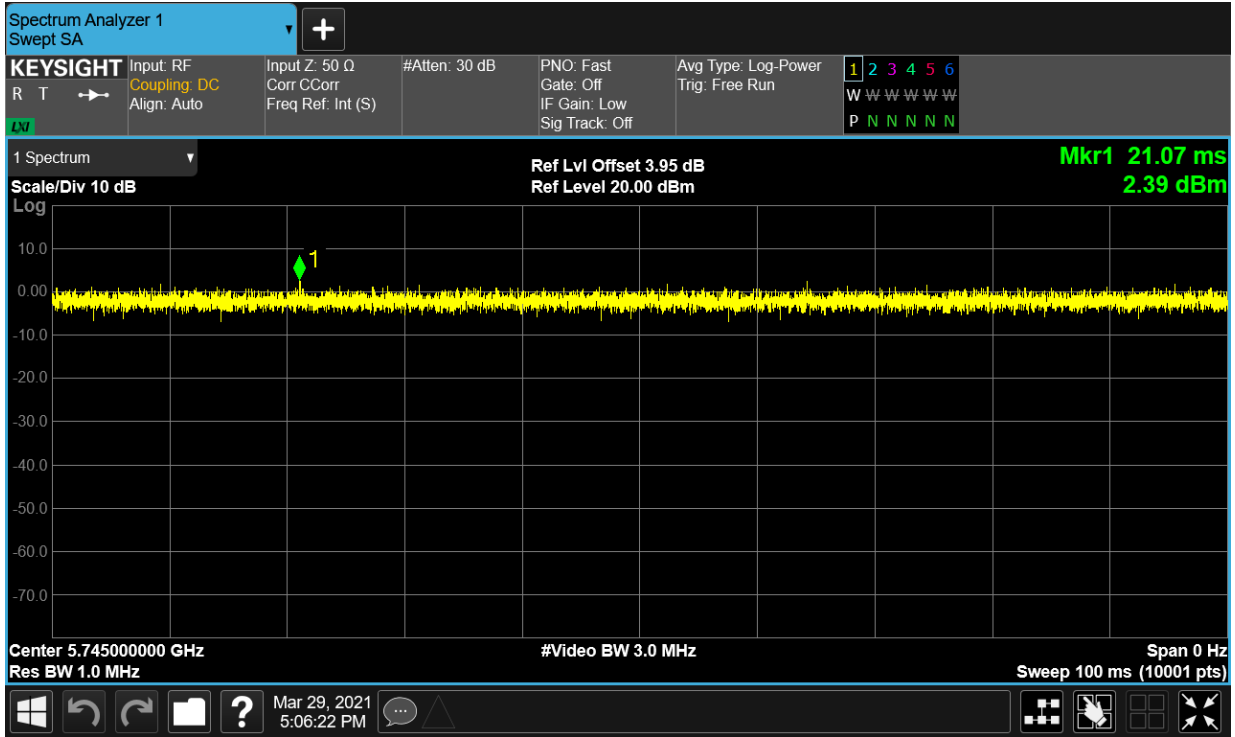 Spectrum Analyzer 1
Swept SA
+
KEYSIGHT
R T
LXI
Input: RF
Coupling: DC
Align: Auto
Input Z: 50 Ω
Corr CCorr
Freq Ref: Int (S)
#Atten: 30 dB
PNO: Fast
Gate: Off
IF Gain: Low
Sig Track: Off
Avg Type: Log-Power
Trig: Free Run
1 2 3 4 5 6
W W W W W W
P N N N N N
1 Spectrum
Scale/Div 10 dB
Log
Ref Lvl Offset 3.95 dB
Ref Level 20.00 dBm
Mkr1 21.07 ms
2.39 dBm
10.0
1
0.00
-10.0
-20.0
-30.0
-40.0
-50.0
-60.0
-70.0
Center 5.745000000 GHz
Res BW 1.0 MHz
#Video BW 3.0 MHz
Span 0 Hz
Sweep 100 ms (10001 pts)
?
Mar 29, 2021
5:06:22 PM